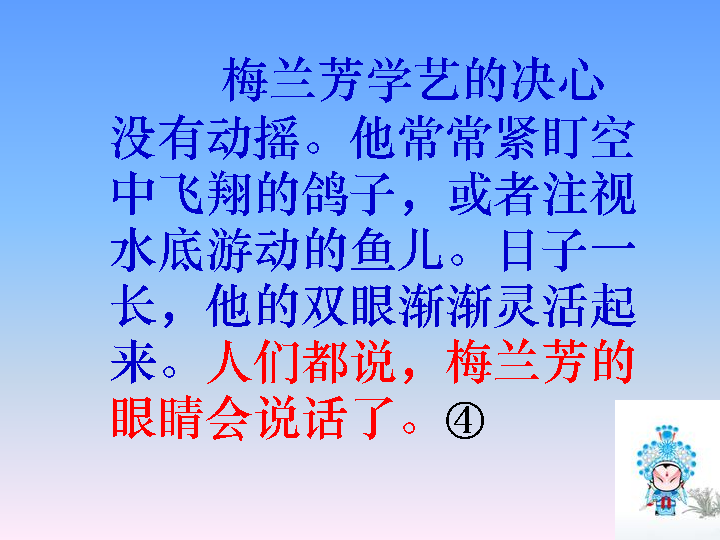 梅兰芳学艺的决心
没有动摇。他常常紧盯空
中飞翔的鸽子，或者注视
水底游动的鱼儿。日子一
长，他的双眼渐渐灵活起
来。人们都说，梅兰芳的
眼睛会说话了。④